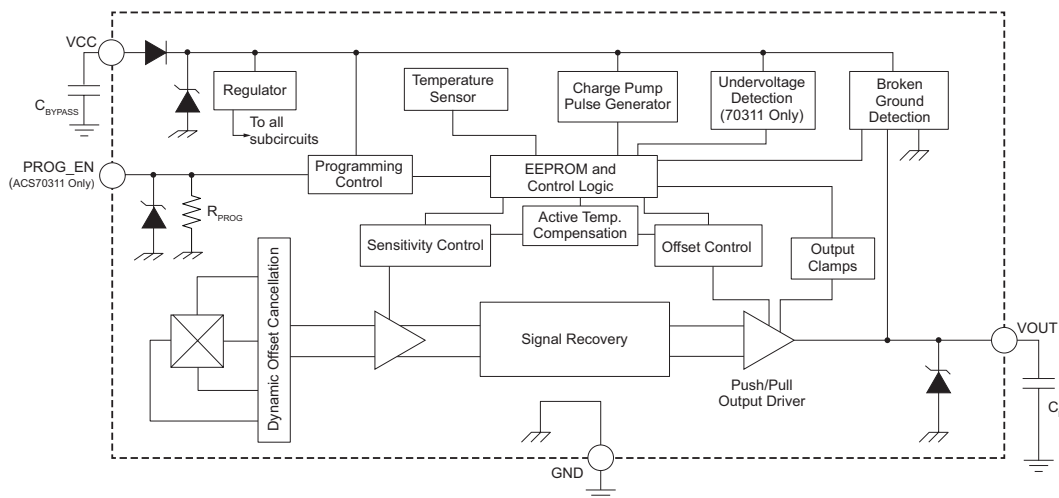 VCC
C BYPASS
Regulator
To all
subcircuits
Temperature
Sensor
Charge Pump
Pulse Generator
Undervoltage
Detection
(70311 Only)
Broken
Ground
Detection
PROG_EN
(ACS70311 Only)
R PROG
Programming
Control
EEPROM and
Control Logic
Active Temp.
Compensation
Sensitivity Control
Offset Control
Output
Clamps
Dynamic Offset Cancellation
Signal Recovery
Push/Pull
Output Driver
VOUT
C
GND